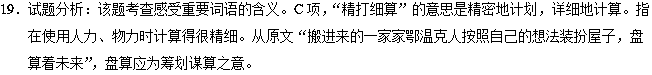 19. 试题分析：该题考查感受重要词语的含义。C 项，“精打细算”的意思是精密地计划，详细地计算。指
在使用人力、物力时计算得很精细。从原文“搬进来的一家家鄂温克人按照自己的想法装扮屋子，盘
算着未来”，盘算应为筹划谋算之意。